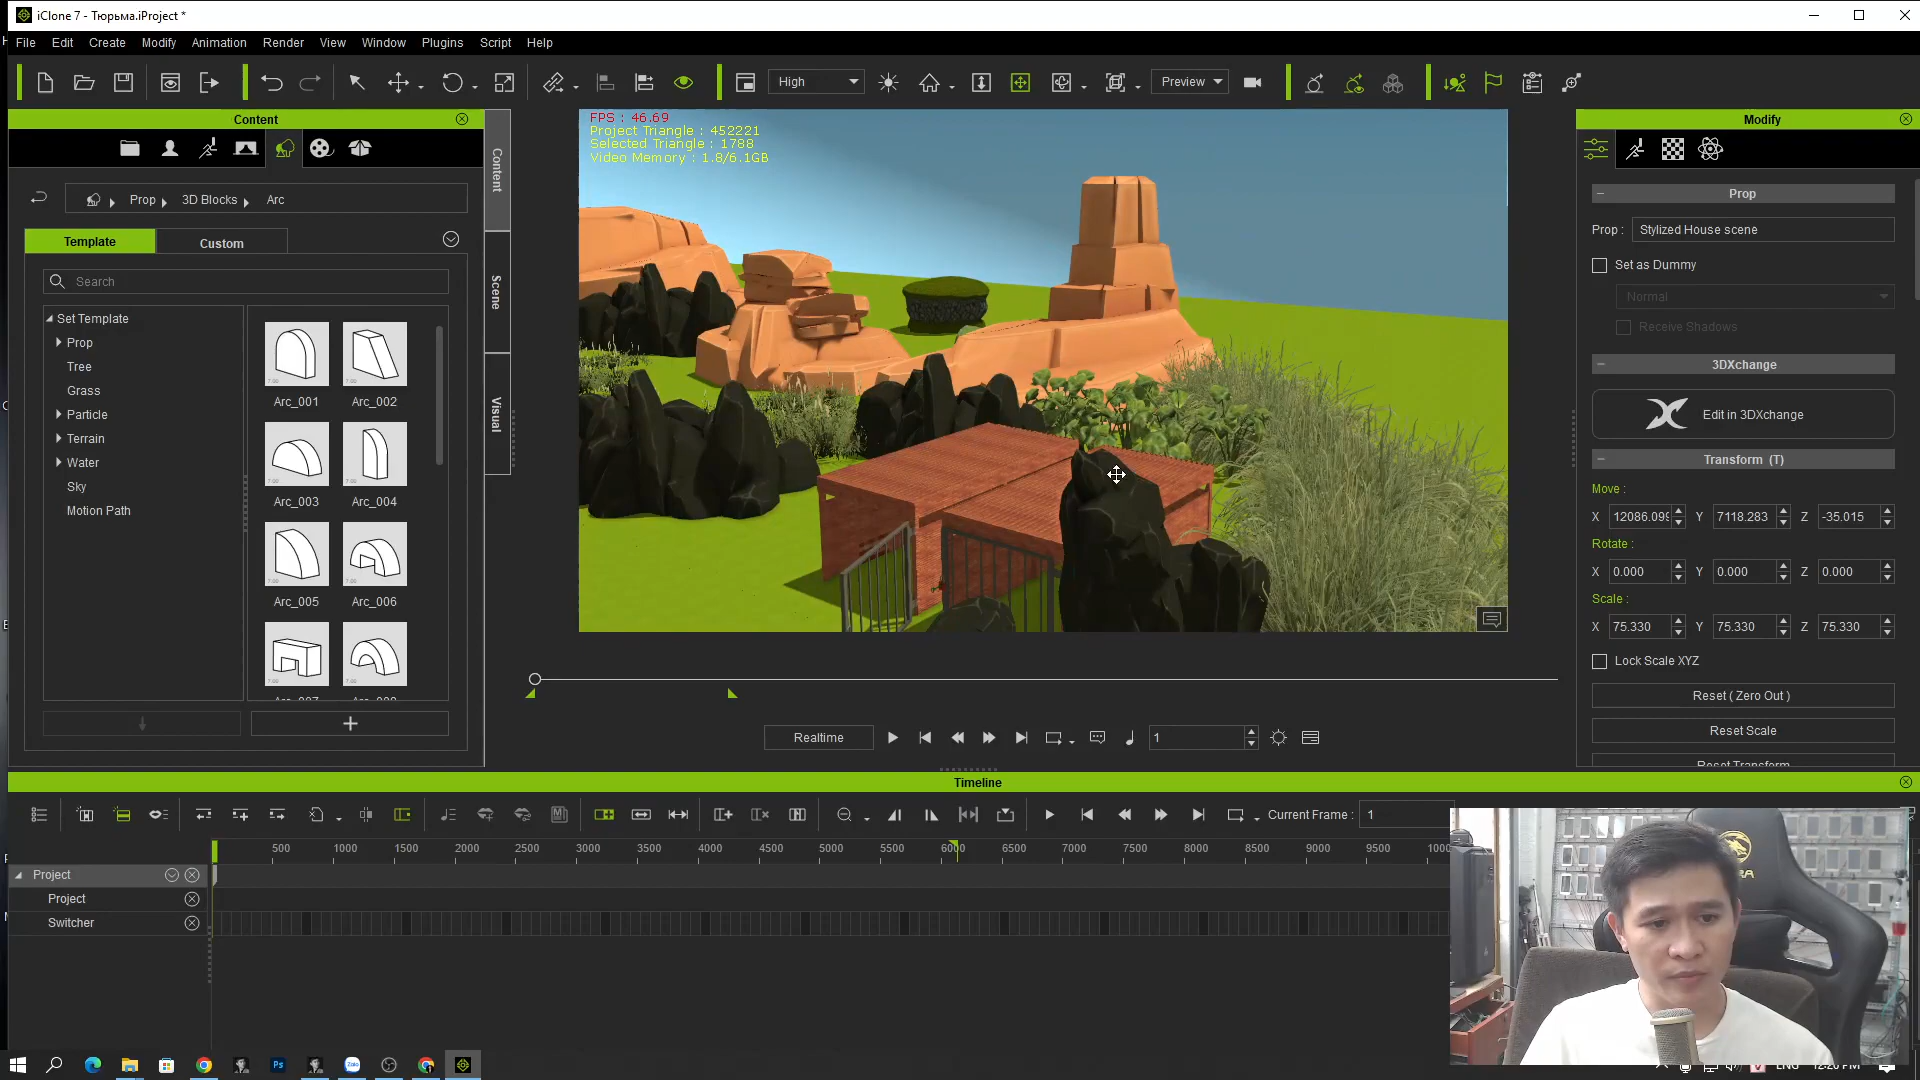 iClone 7 - Тюрьма.iProject *
File Edit Create Modify Animation Render View Window Plugins Script Help
High
Preview
Content
Prop 3D Blocks Arc
Template Custom
Search
Set Template
Prop
Tree
Grass
Particle
Terrain
Water
Sky
Motion Path
Arc_001 Arc_002
Arc_003 Arc_004
Arc_005 Arc_006
Content
Scene
Visual
FPS : 46.69
Project Triangle : 452221
Selected Triangle : 1788
Video Memory : 1.8/6.1GB
Realtime
1
Modify
Prop
Prop : Stylized House scene
Set as Dummy
Normal
Receive Shadows
3DXchange
Edit in 3DXchange
Transform (T)
Move :
X 12086.099 Y 7118.283 Z -35.015
Rotate :
X 0.000 Y 0.000 Z 0.000
Scale :
X 75.330 Y 75.330 Z 75.330
Lock Scale XYZ
Reset ( Zero Out )
Reset Scale
Reset Transform
Timeline
Current Frame : 1
500 1000 1500 2000 2500 3000 3500 4000 4500 5000 5500 6000 6500 7000 7500 8000 8500 9000 9500
Project
Project
Switcher
Ps
Zalo
ENG